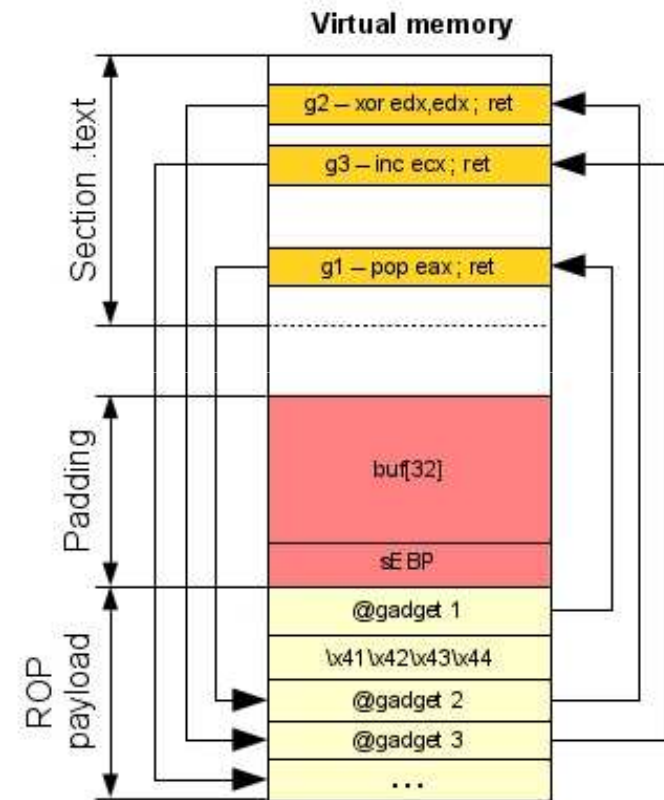 Virtual memory
Section .text
g2 – xor edx,edx ; ret
g3 – inc ecx ; ret
g1 – pop eax ; ret
Padding
buf[32]
sEBP
ROP
payload
@gadget 1
\x41\x42\x43\x44
@gadget 2
@gadget 3
...